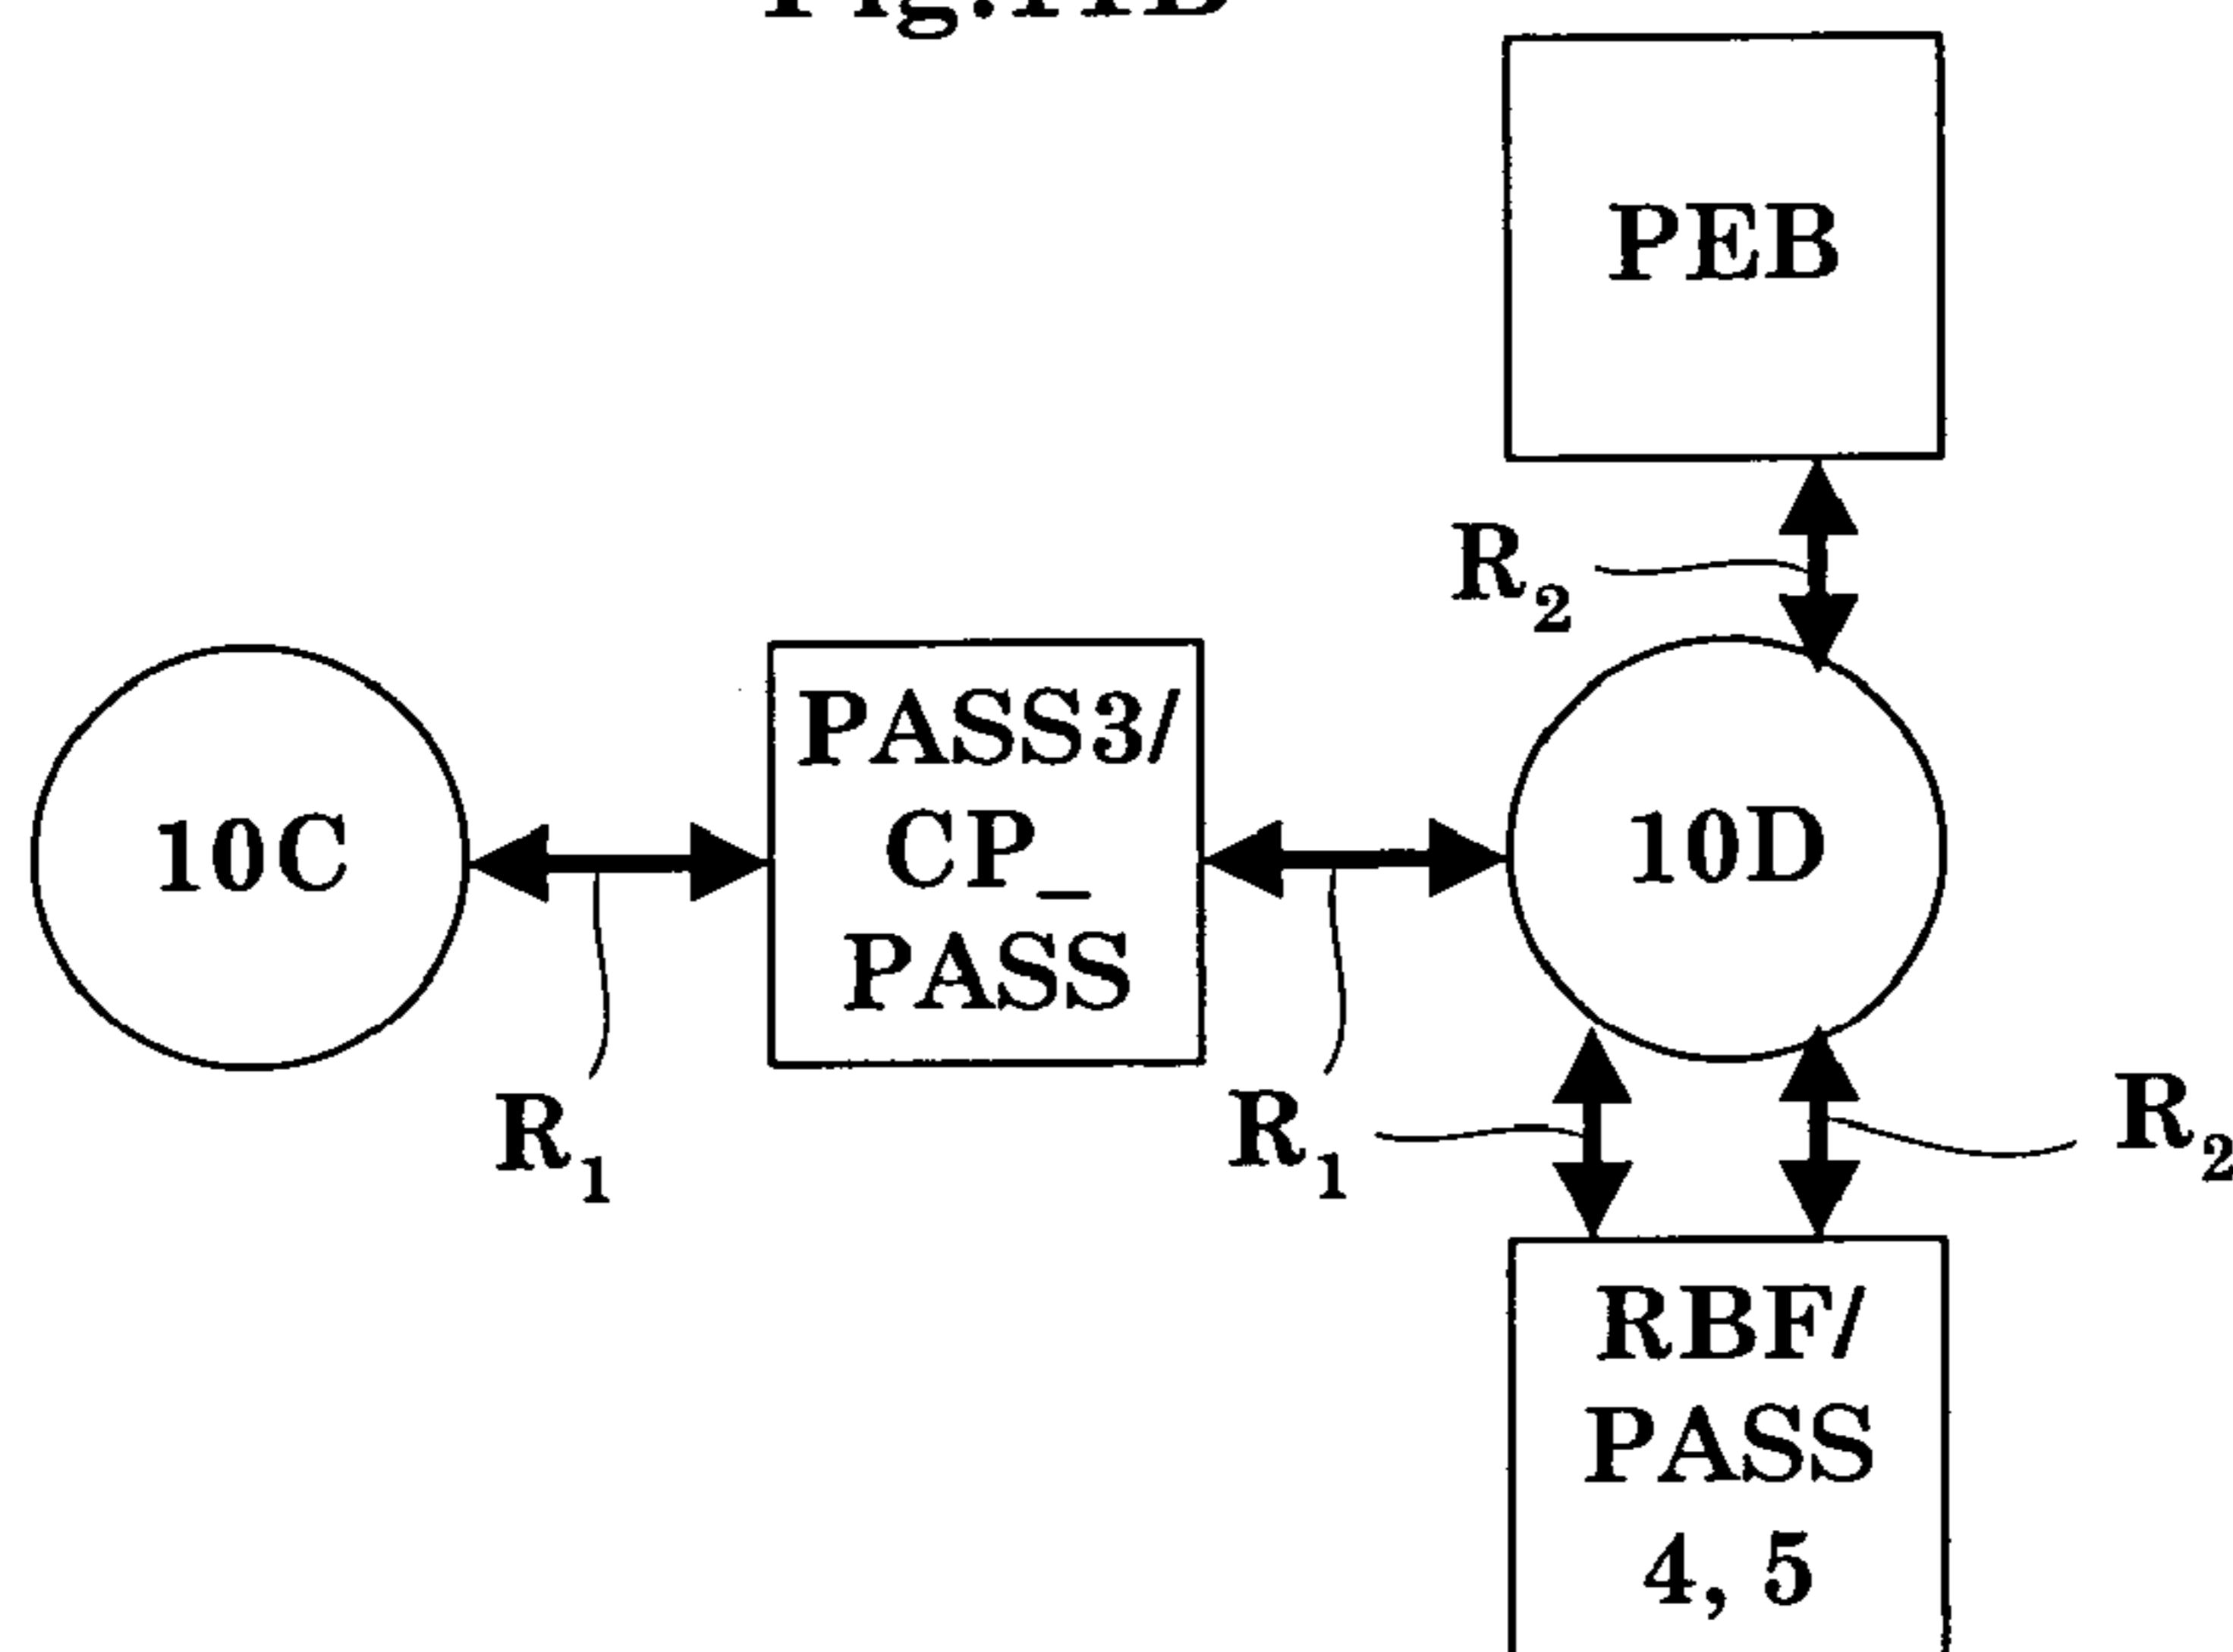 PEB
R2
10C
PASS3/
CP_
PASS
10D
R1
R1
R2
RBF/
PASS
4, 5